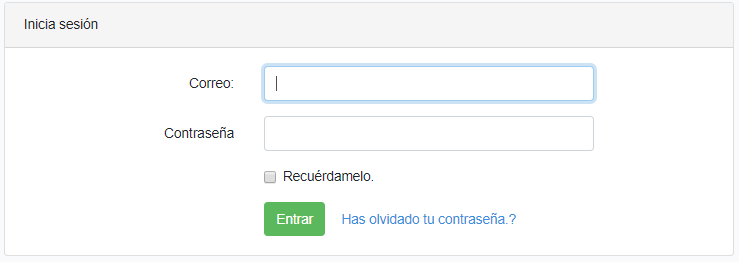 Inicia sesión
Correo:
Contraseña
Recuérdamelo.
Entrar Has olvidado tu contraseña.?